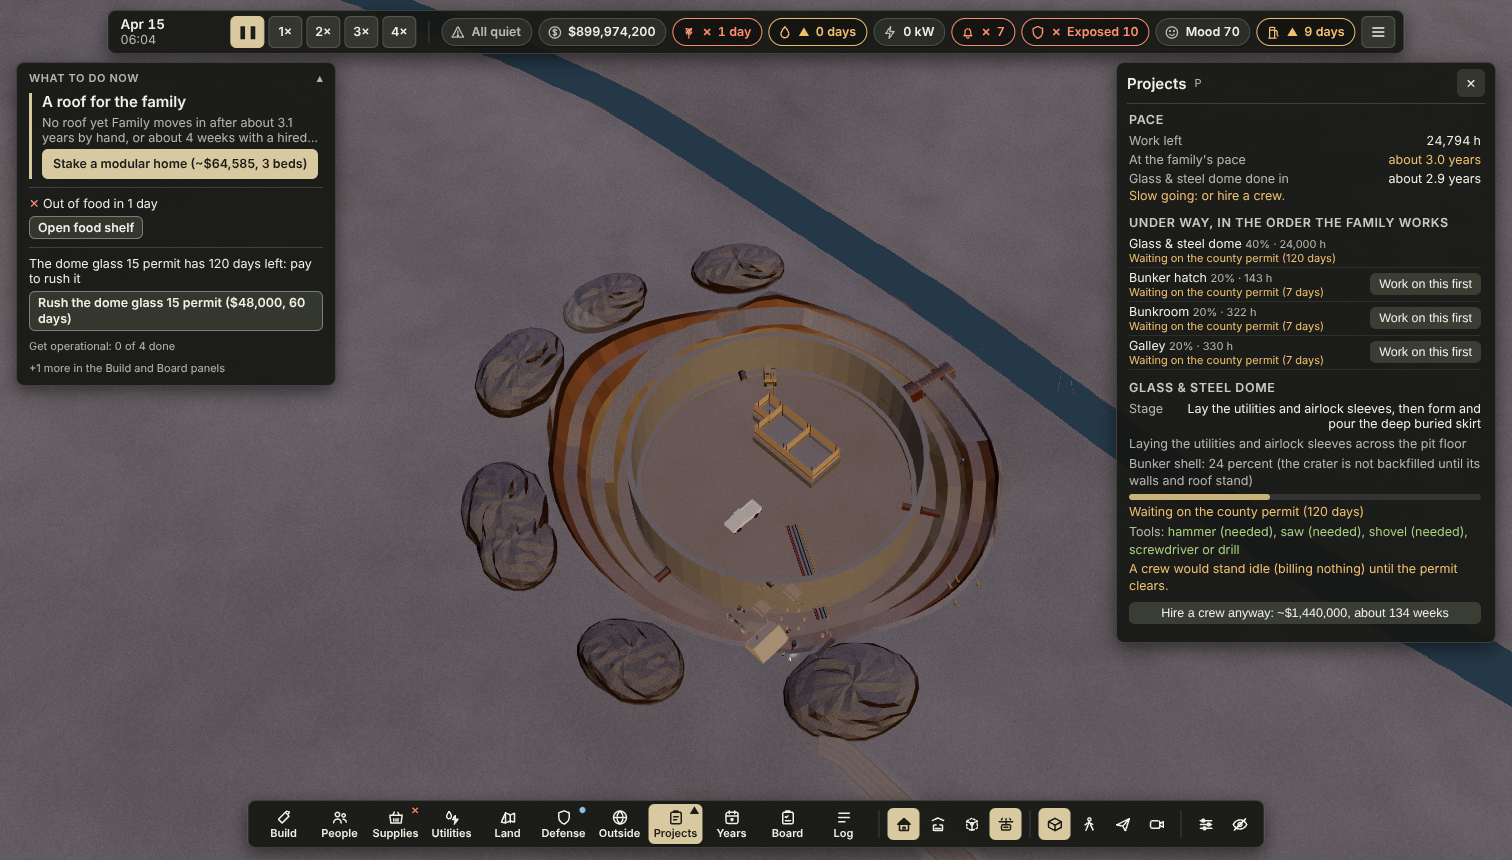 Apr 15
06:04
1×
2×
3×
4×
All quiet
$899,974,200
× 1 day
▲ 0 days
0 kW
× 7
× Exposed 10
Mood 70
▲ 9 days
WHAT TO DO NOW
A roof for the family
No roof yet Family moves in after about 3.1
years by hand, or about 4 weeks with a hired…
Stake a modular home (~$64,585, 3 beds)
× Out of food in 1 day
Open food shelf
The dome glass 15 permit has 120 days left: pay
to rush it
Rush the dome glass 15 permit ($48,000, 60
days)
Get operational: 0 of 4 done
+1 more in the Build and Board panels
Projects P
PACE
Work left 24,794 h
At the family's pace about 3.0 years
Glass & steel dome done in about 2.9 years
Slow going: or hire a crew.
UNDER WAY, IN THE ORDER THE FAMILY WORKS
Glass & steel dome 40% · 24,000 h
Waiting on the county permit (120 days)
Bunker hatch 20% · 143 h
Waiting on the county permit (7 days)
Work on this first
Bunkroom 20% · 322 h
Waiting on the county permit (7 days)
Work on this first
Galley 20% · 330 h
Waiting on the county permit (7 days)
Work on this first
GLASS & STEEL DOME
Stage Lay the utilities and airlock sleeves, then form and
pour the deep buried skirt
Laying the utilities and airlock sleeves across the pit floor
Bunker shell: 24 percent (the crater is not backfilled until its
walls and roof stand)
Waiting on the county permit (120 days)
Tools: hammer (needed), saw (needed), shovel (needed),
screwdriver or drill
A crew would stand idle (billing nothing) until the permit
clears.
Hire a crew anyway: ~$1,440,000, about 134 weeks
Build
People
Supplies
Utilities
Land
Defense
Outside
Projects
Years
Board
Log